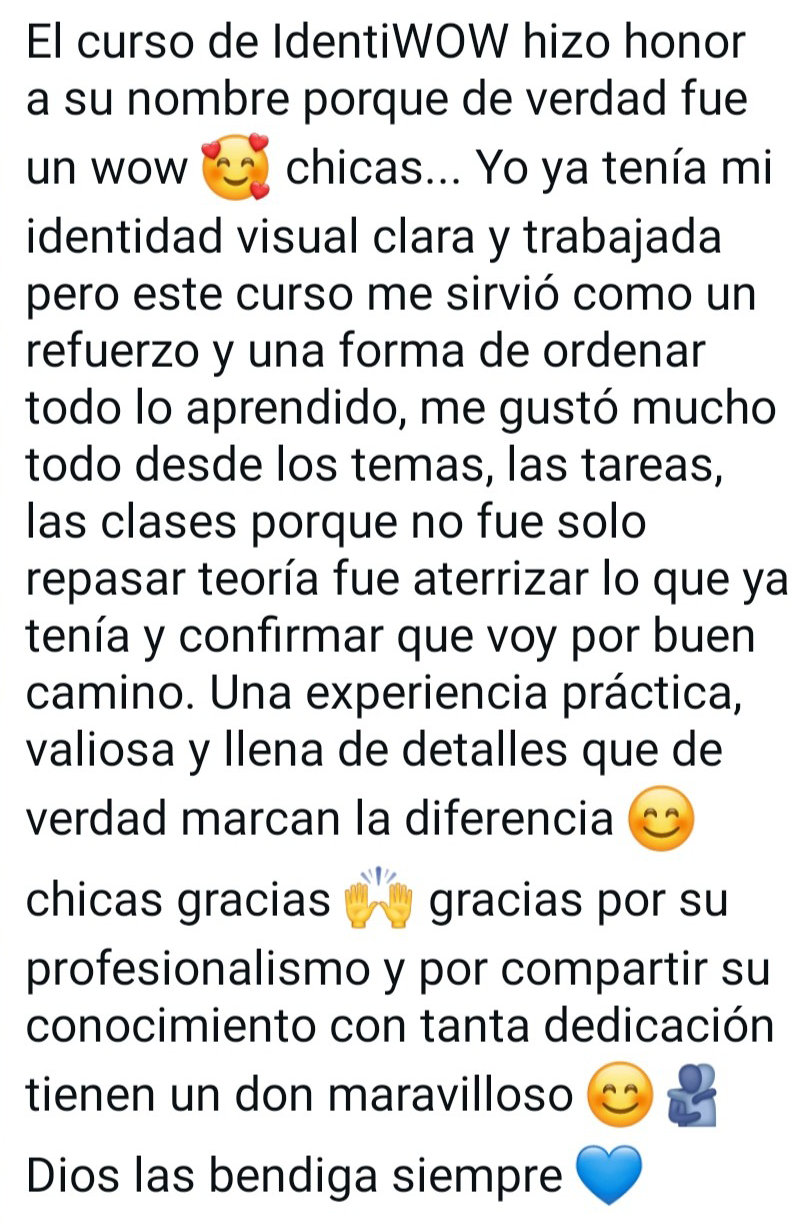 El curso de IdentiWOW hizo honor
a su nombre porque de verdad fue
un wow 🥰 chicas... Yo ya tenía mi
identidad visual clara y trabajada
pero este curso me sirvió como un
refuerzo y una forma de ordenar
todo lo aprendido, me gustó mucho
todo desde los temas, las tareas,
las clases porque no fue solo
repasar teoría fue aterrizar lo que ya
tenía y confirmar que voy por buen
camino. Una experiencia práctica,
valiosa y llena de detalles que de
verdad marcan la diferencia 😊
chicas gracias 🙌 gracias por su
profesionalismo y por compartir su
conocimiento con tanta dedicación
tienen un don maravilloso 😊🫂
Dios las bendiga siempre 💙